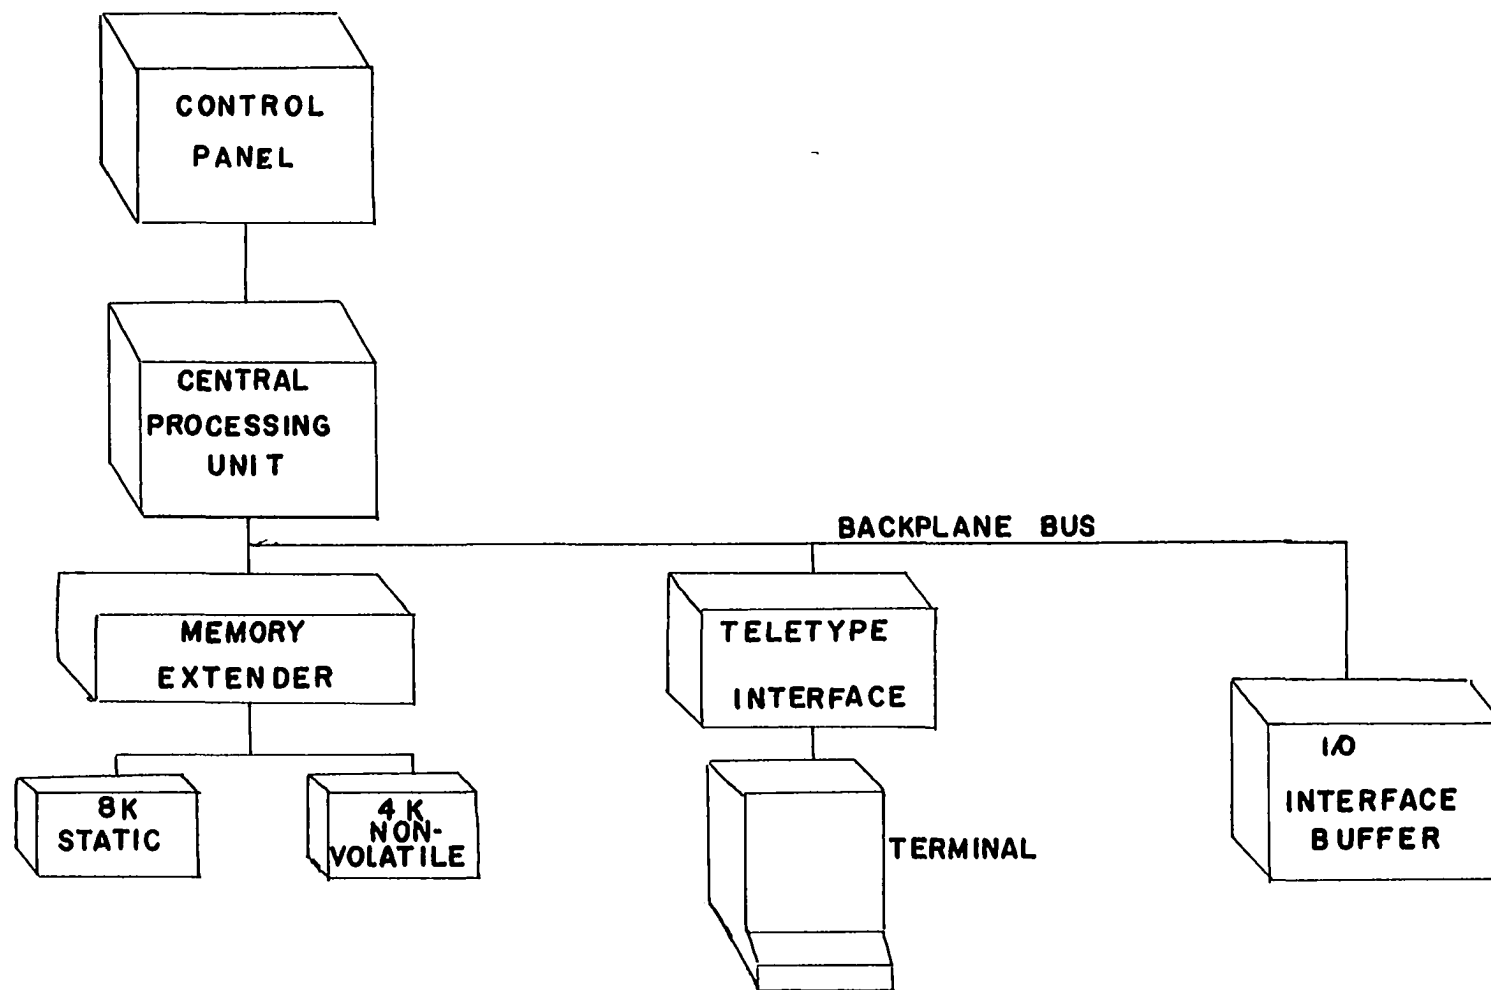 CONTROL
PANEL
CENTRAL
PROCESSING
UNIT
BACKPLANE BUS
MEMORY
EXTENDER
TELETYPE
INTERFACE
I/O
INTERFACE
BUFFER
8K
STATIC
4K
NON-
VOLATILE
TERMINAL